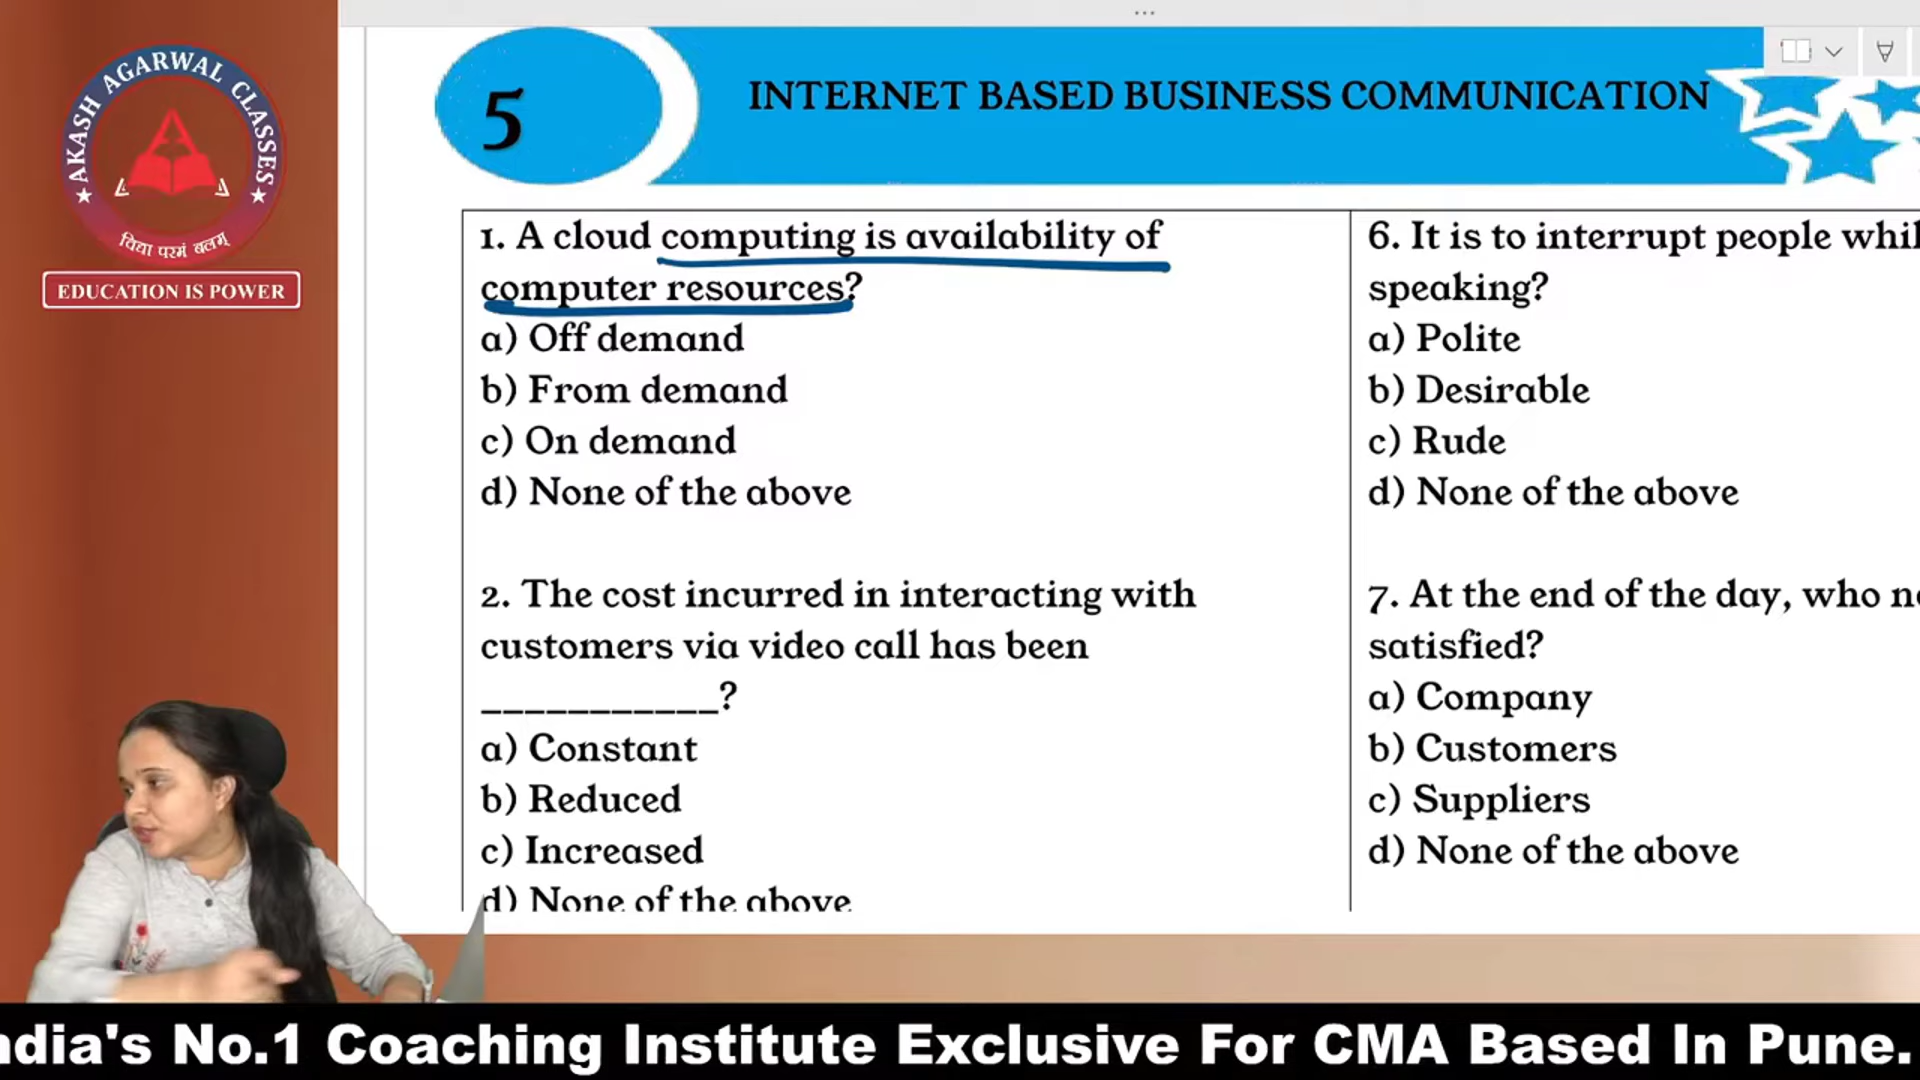 AKASH AGARWAL CLASSES
विद्या परमं बलम्
EDUCATION IS POWER
5
INTERNET BASED BUSINESS COMMUNICATION
1. A cloud computing is availability of
computer resources?
a) Off demand
b) From demand
c) On demand
d) None of the above
2. The cost incurred in interacting with
customers via video call has been
___________?
a) Constant
b) Reduced
c) Increased
d) None of the above
6. It is to interrupt people
speaking?
a) Polite
b) Desirable
c) Rude
d) None of the above
7. At the end of the day, who
satisfied?
a) Company
b) Customers
c) Suppliers
d) None of the above
No.1 Coaching Institute Exclusive For CMA Based In Pune.